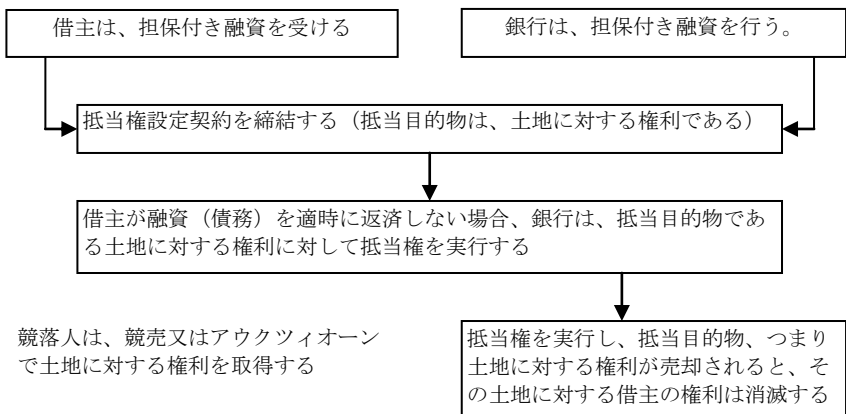 借主は、担保付き融資を受ける
銀行は、担保付き融資を行う。
抵当権設定契約を締結する（抵当目的物は、土地に対する権利である）
借主が融資（債務）を適時に返済しない場合、銀行は、抵当目的物であ
る土地に対する権利に対して抵当権を実行する
競落人は、競売又はアウクツィオーン
で土地に対する権利を取得する
抵当権を実行し、抵当目的物、つまり
土地に対する権利が売却されると、そ
の土地に対する借主の権利は消滅する